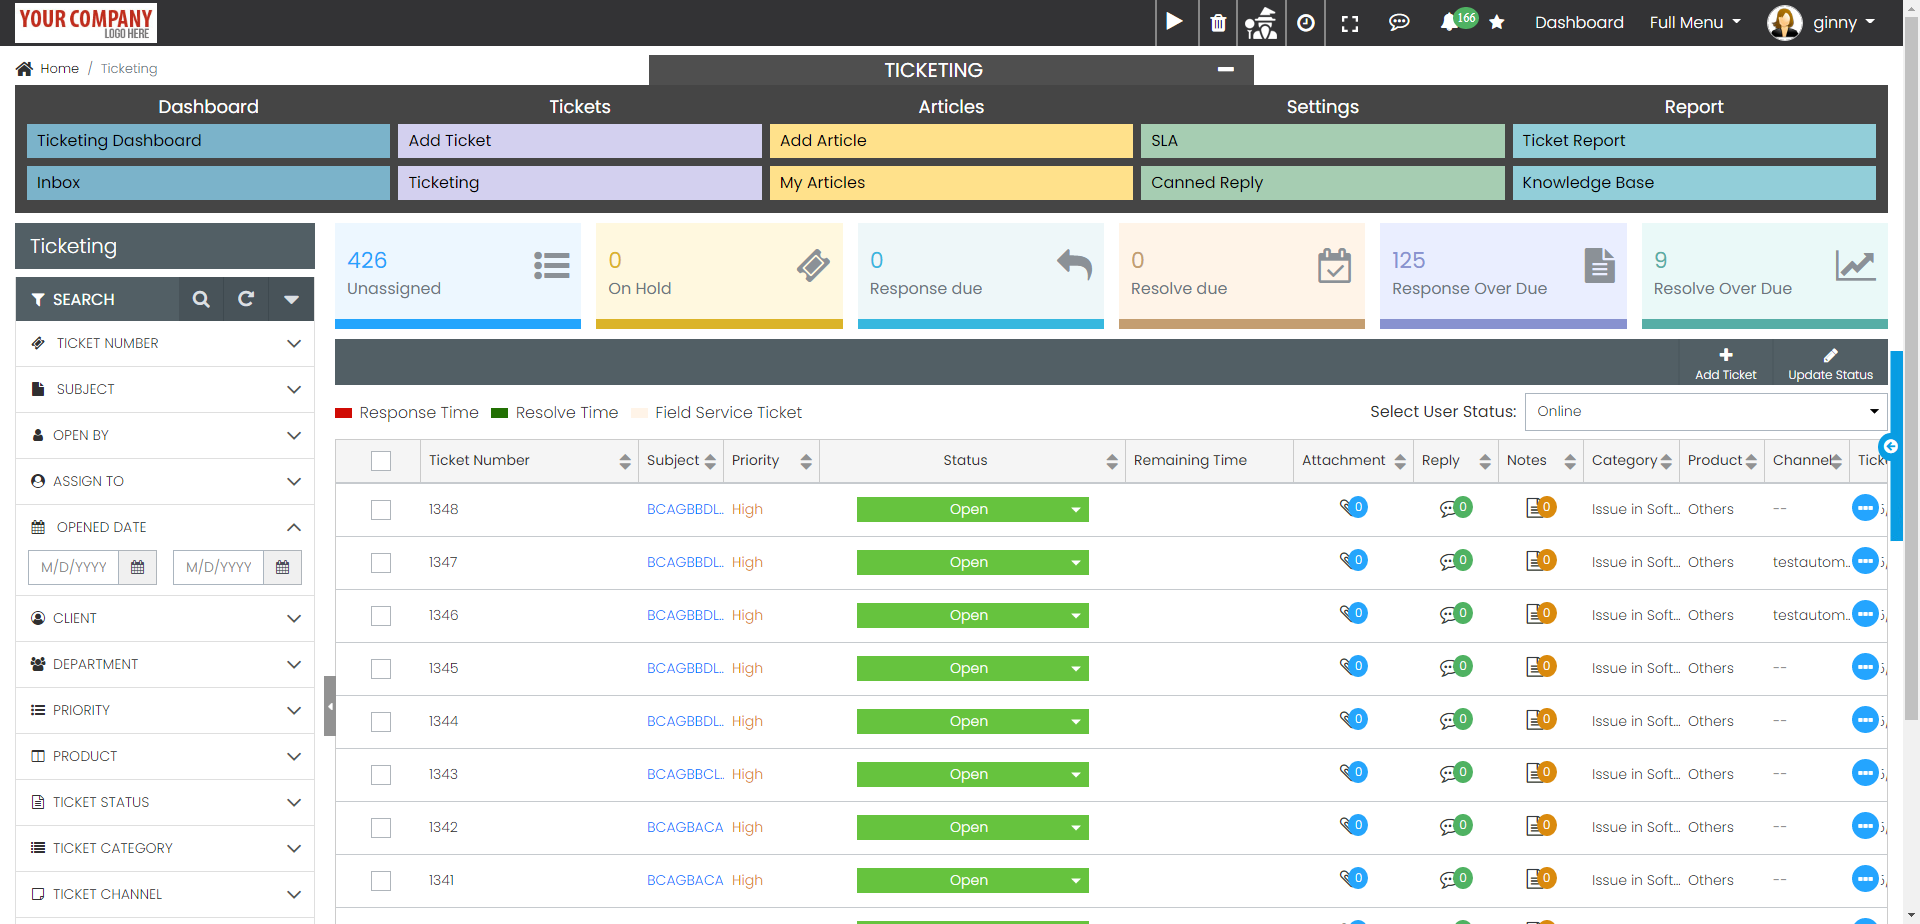 YOUR COMPANY
LOGO HERE
166
Dashboard
Full Menu
ginny
Home / Ticketing
TICKETING
Dashboard Tickets Articles Settings Report
Ticketing Dashboard Add Ticket Add Article SLA Ticket Report
Inbox Ticketing My Articles Canned Reply Knowledge Base
Ticketing
SEARCH
TICKET NUMBER
SUBJECT
OPEN BY
ASSIGN TO
OPENED DATE
M/D/YYYY M/D/YYYY
CLIENT
DEPARTMENT
PRIORITY
PRODUCT
TICKET STATUS
TICKET CATEGORY
TICKET CHANNEL
426
Unassigned
0
On Hold
0
Response due
0
Resolve due
125
Response Over Due
9
Resolve Over Due
Add Ticket
Update Status
Response Time Resolve Time Field Service Ticket
Select User Status: Online
Ticket Number Subject Priority Status Remaining Time Attachment Reply Notes Category Product Channel
1348 BCAGBBDL.. High Open 0 0 0 Issue in Soft... Others --
1347 BCAGBBDL.. High Open 0 0 0 Issue in Soft... Others testautom...
1346 BCAGBBDL.. High Open 0 0 0 Issue in Soft... Others testautom...
1345 BCAGBBDL.. High Open 0 0 0 Issue in Soft... Others --
1344 BCAGBBDL.. High Open 0 0 0 Issue in Soft... Others --
1343 BCAGBBCL.. High Open 0 0 0 Issue in Soft... Others --
1342 BCAGBACA High Open 0 0 0 Issue in Soft... Others --
1341 BCAGBACA High Open 0 0 0 Issue in Soft... Others --